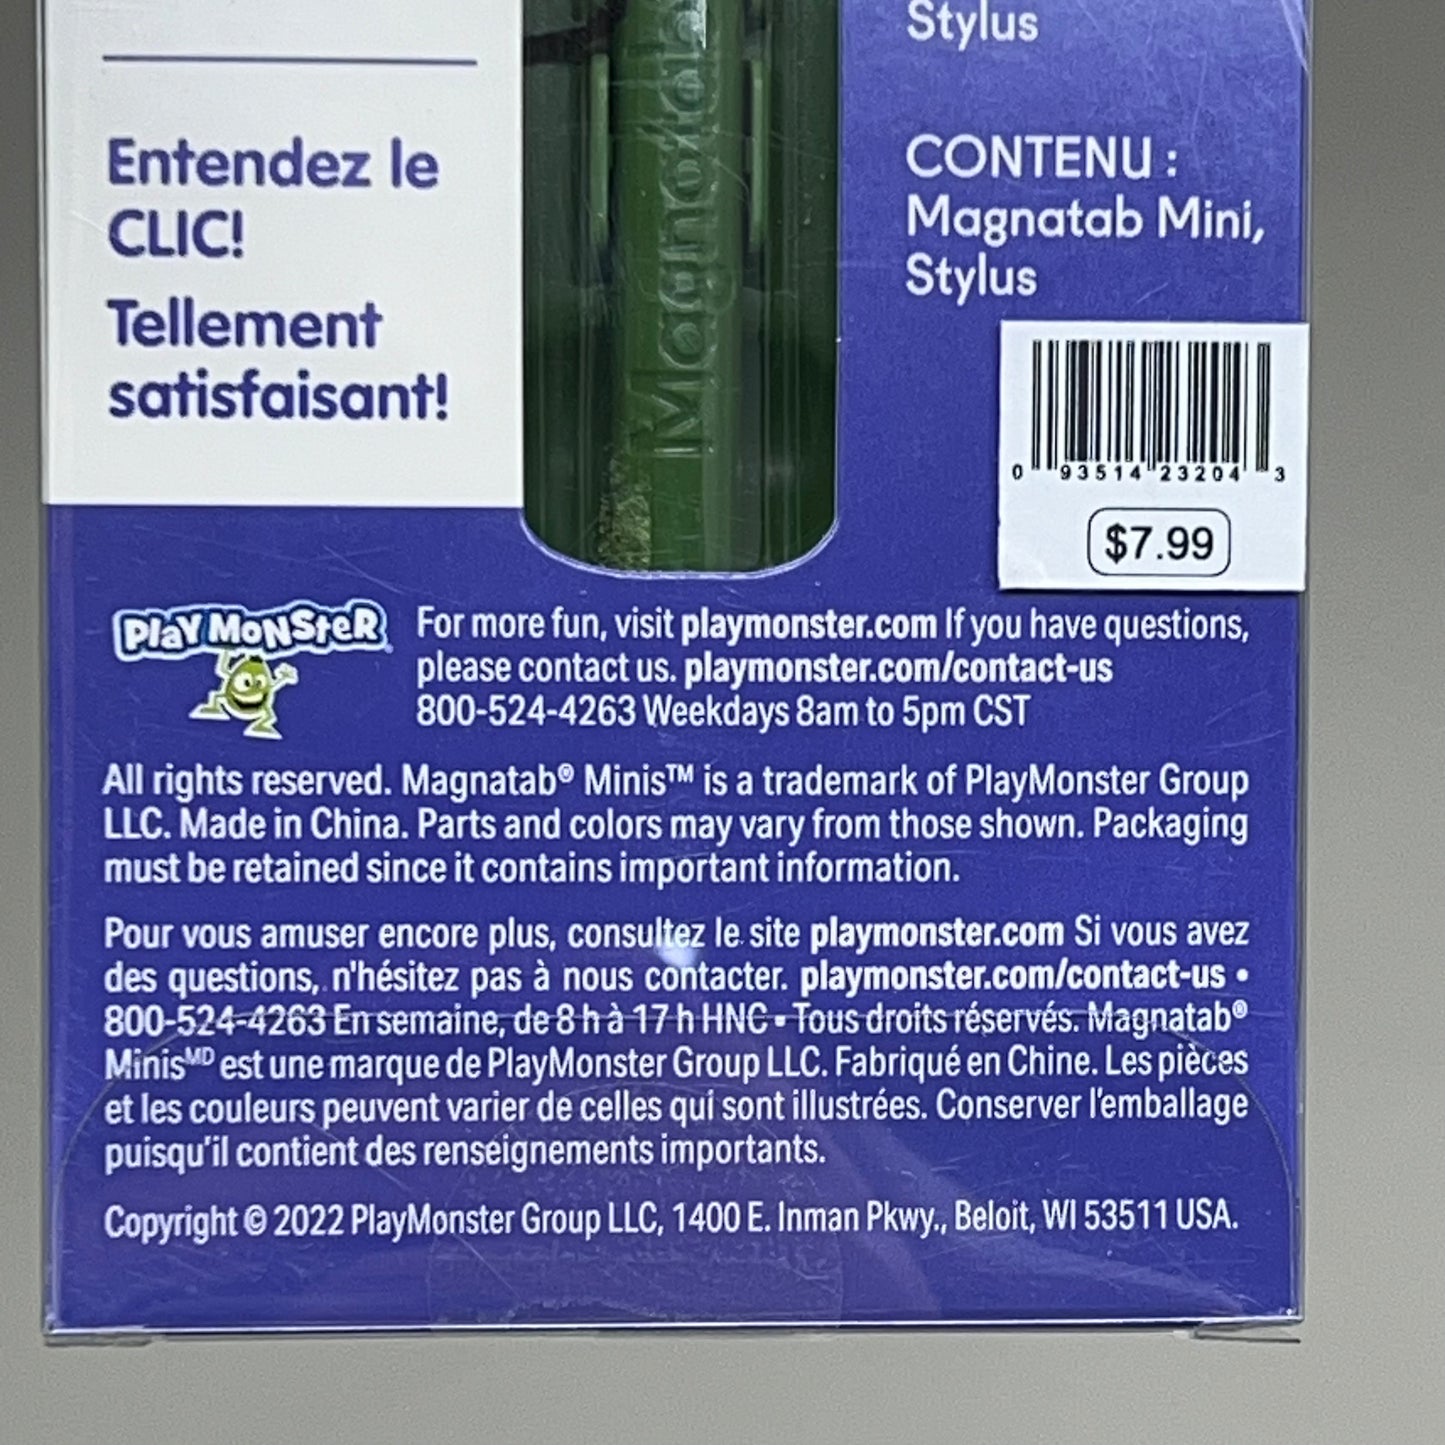 Stylus
Entendez le
CLIC!
Tellement
satisfaisant!
Magnatab
CONTENU :
Magnatab Mini,
Stylus
0 93514 23204 3
$7.99
PLAYMONSTER
For more fun, visit playmonster.com If you have questions,
please contact us. playmonster.com/contact-us
800-524-4263 Weekdays 8am to 5pm CST
All rights reserved. Magnatab® Minis™ is a trademark of PlayMonster Group
LLC. Made in China. Parts and colors may vary from those shown. Packaging
must be retained since it contains important information.
Pour vous amuser encore plus, consultez le site playmonster.com Si vous avez
des questions, n'hésitez pas à nous contacter. playmonster.com/contact-us •
800-524-4263 En semaine, de 8 h à 17 h HNC • Tous droits réservés. Magnatab®
Minisᴹᴰ est une marque de PlayMonster Group LLC. Fabriqué en Chine. Les pièces
et les couleurs peuvent varier de celles qui sont illustrées. Conserver l'emballage
puisqu'il contient des renseignements importants.
Copyright © 2022 PlayMonster Group LLC, 1400 E. Inman Pkwy., Beloit, WI 53511 USA.